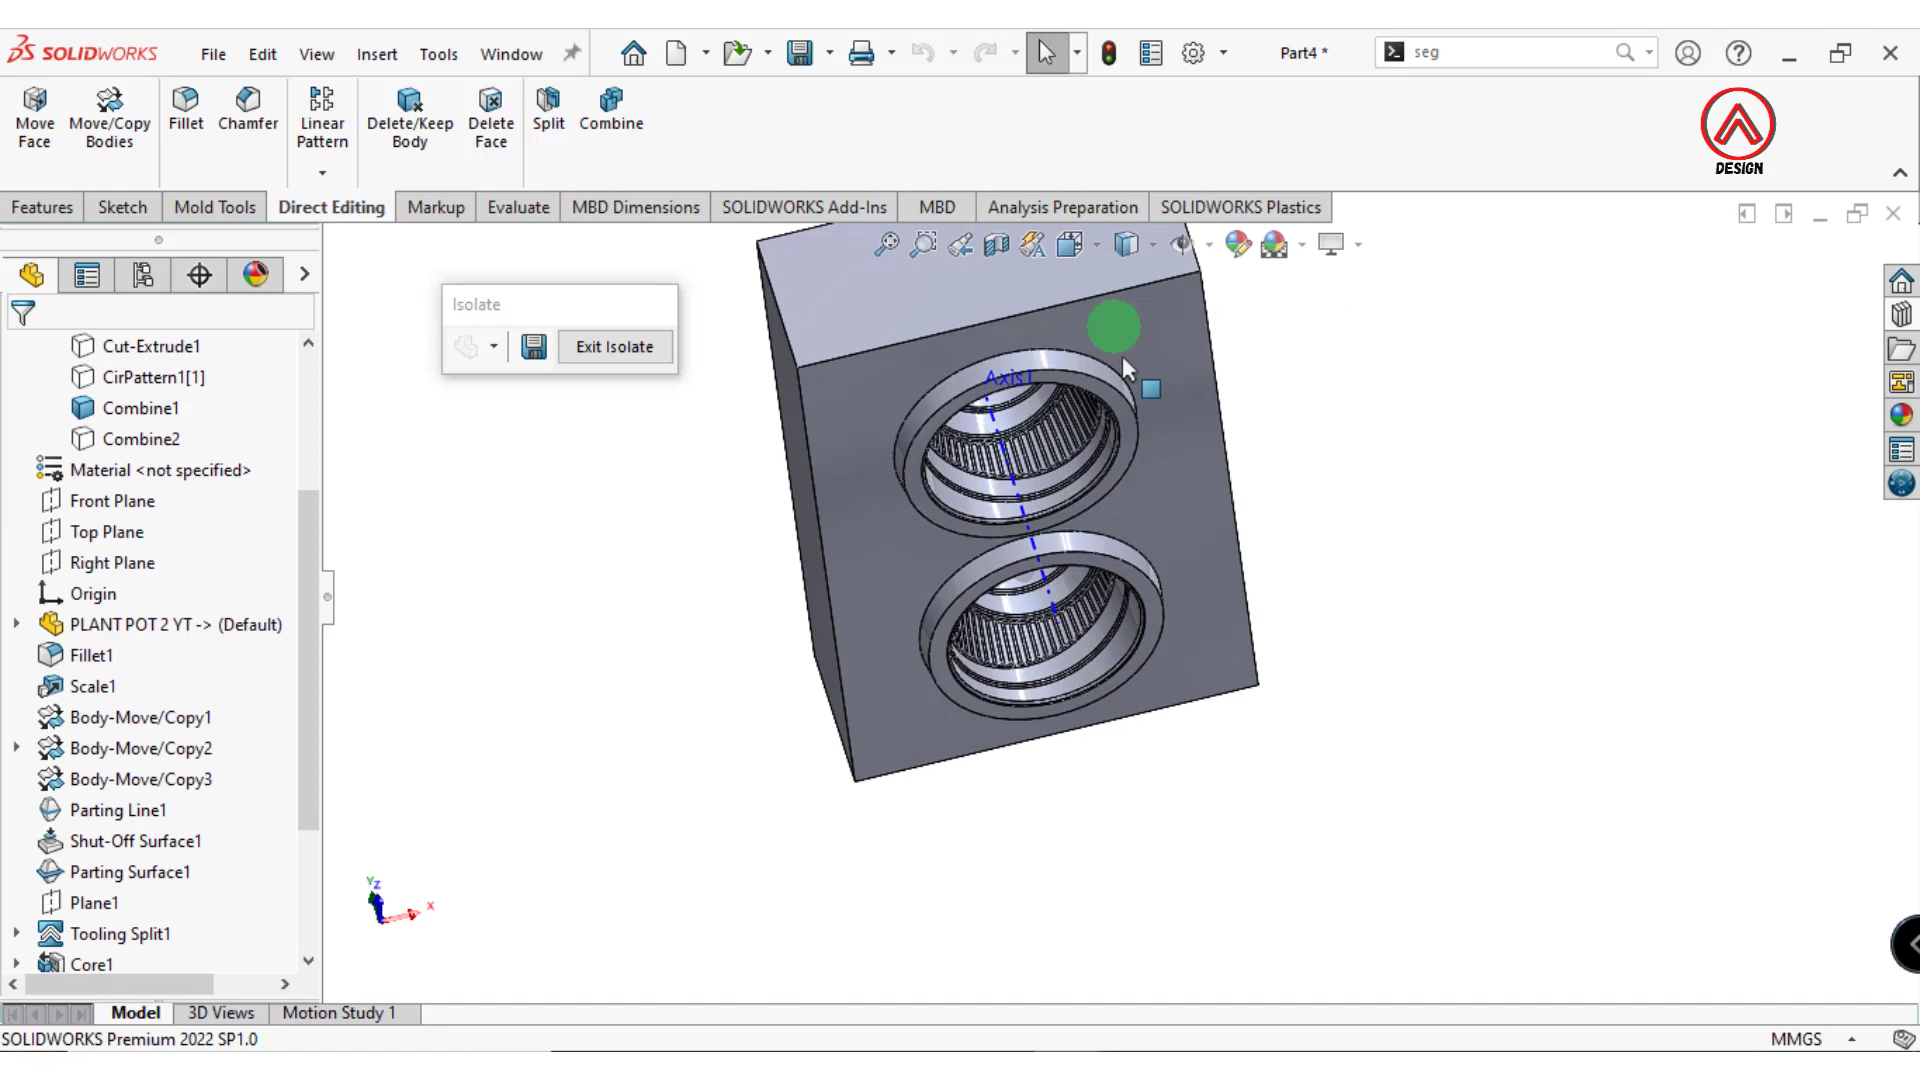 SOLIDWORKS File Edit View Insert Tools Window Part4 * seg
Move Face Move/Copy Bodies Fillet Chamfer Linear Pattern Delete/Keep Body Delete Face Split Combine
DESIGN
Features Sketch Mold Tools Direct Editing Markup Evaluate MBD Dimensions SOLIDWORKS Add-Ins MBD Analysis Preparation SOLIDWORKS Plastics
Isolate
Exit Isolate
Axis1
Cut-Extrude1
CirPattern1[1]
Combine1
Combine2
Material <not specified>
Front Plane
Top Plane
Right Plane
Origin
PLANT POT 2 YT -> (Default)
Fillet1
Scale1
Body-Move/Copy1
Body-Move/Copy2
Body-Move/Copy3
Parting Line1
Shut-Off Surface1
Parting Surface1
Plane1
Tooling Split1
Core1
Y Z X
Model 3D Views Motion Study 1
SOLIDWORKS Premium 2022 SP1.0 MMGS